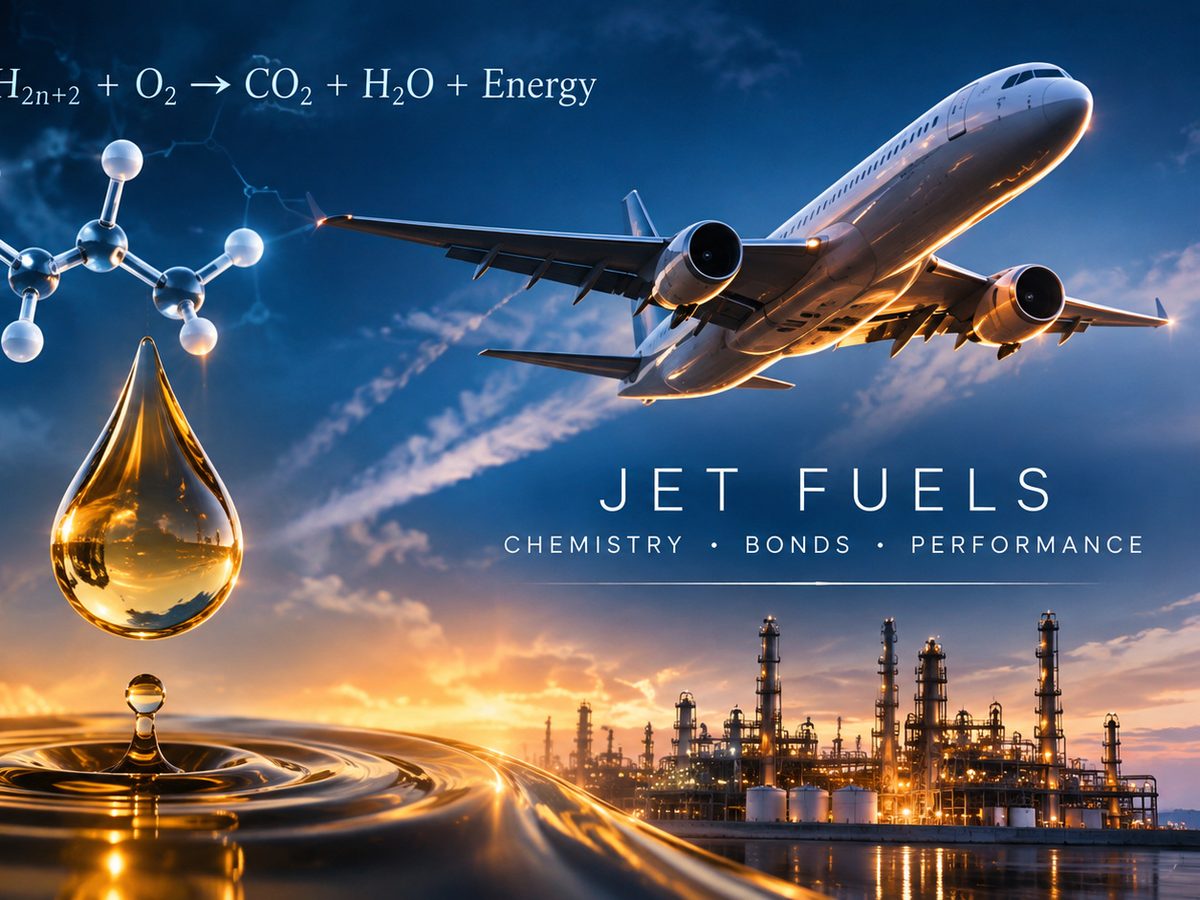 H₂ₙ₊₂ + O₂ → CO₂ + H₂O + Energy
JET FUELS
CHEMISTRY • BONDS • PERFORMANCE